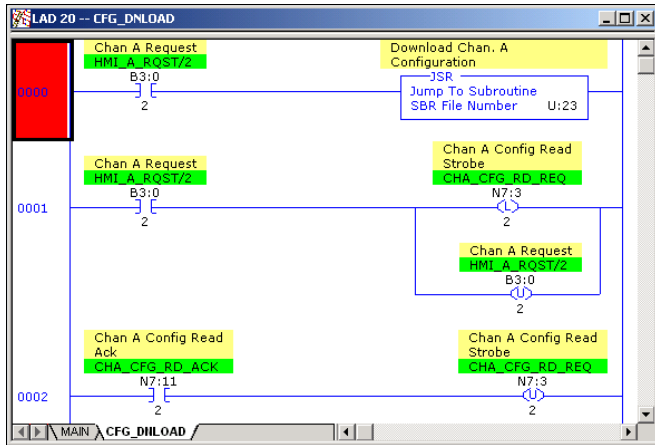 LAD 20 -- CFG_DNLOAD
Chan A Request
HMI_A_RQST/2
B3:0
2
Download Chan. A
Configuration
JSR
Jump To Subroutine
SBR File Number U:23
0000
Chan A Request
HMI_A_RQST/2
B3:0
2
Chan A Config Read
Strobe
CHA_CFG_RD_REQ
N7:3
L
2
0001
Chan A Request
HMI_A_RQST/2
B3:0
U
2
Chan A Config Read
Ack
CHA_CFG_RD_ACK
N7:11
2
Chan A Config Read
Strobe
CHA_CFG_RD_REQ
N7:3
U
2
0002
MAIN CFG_DNLOAD